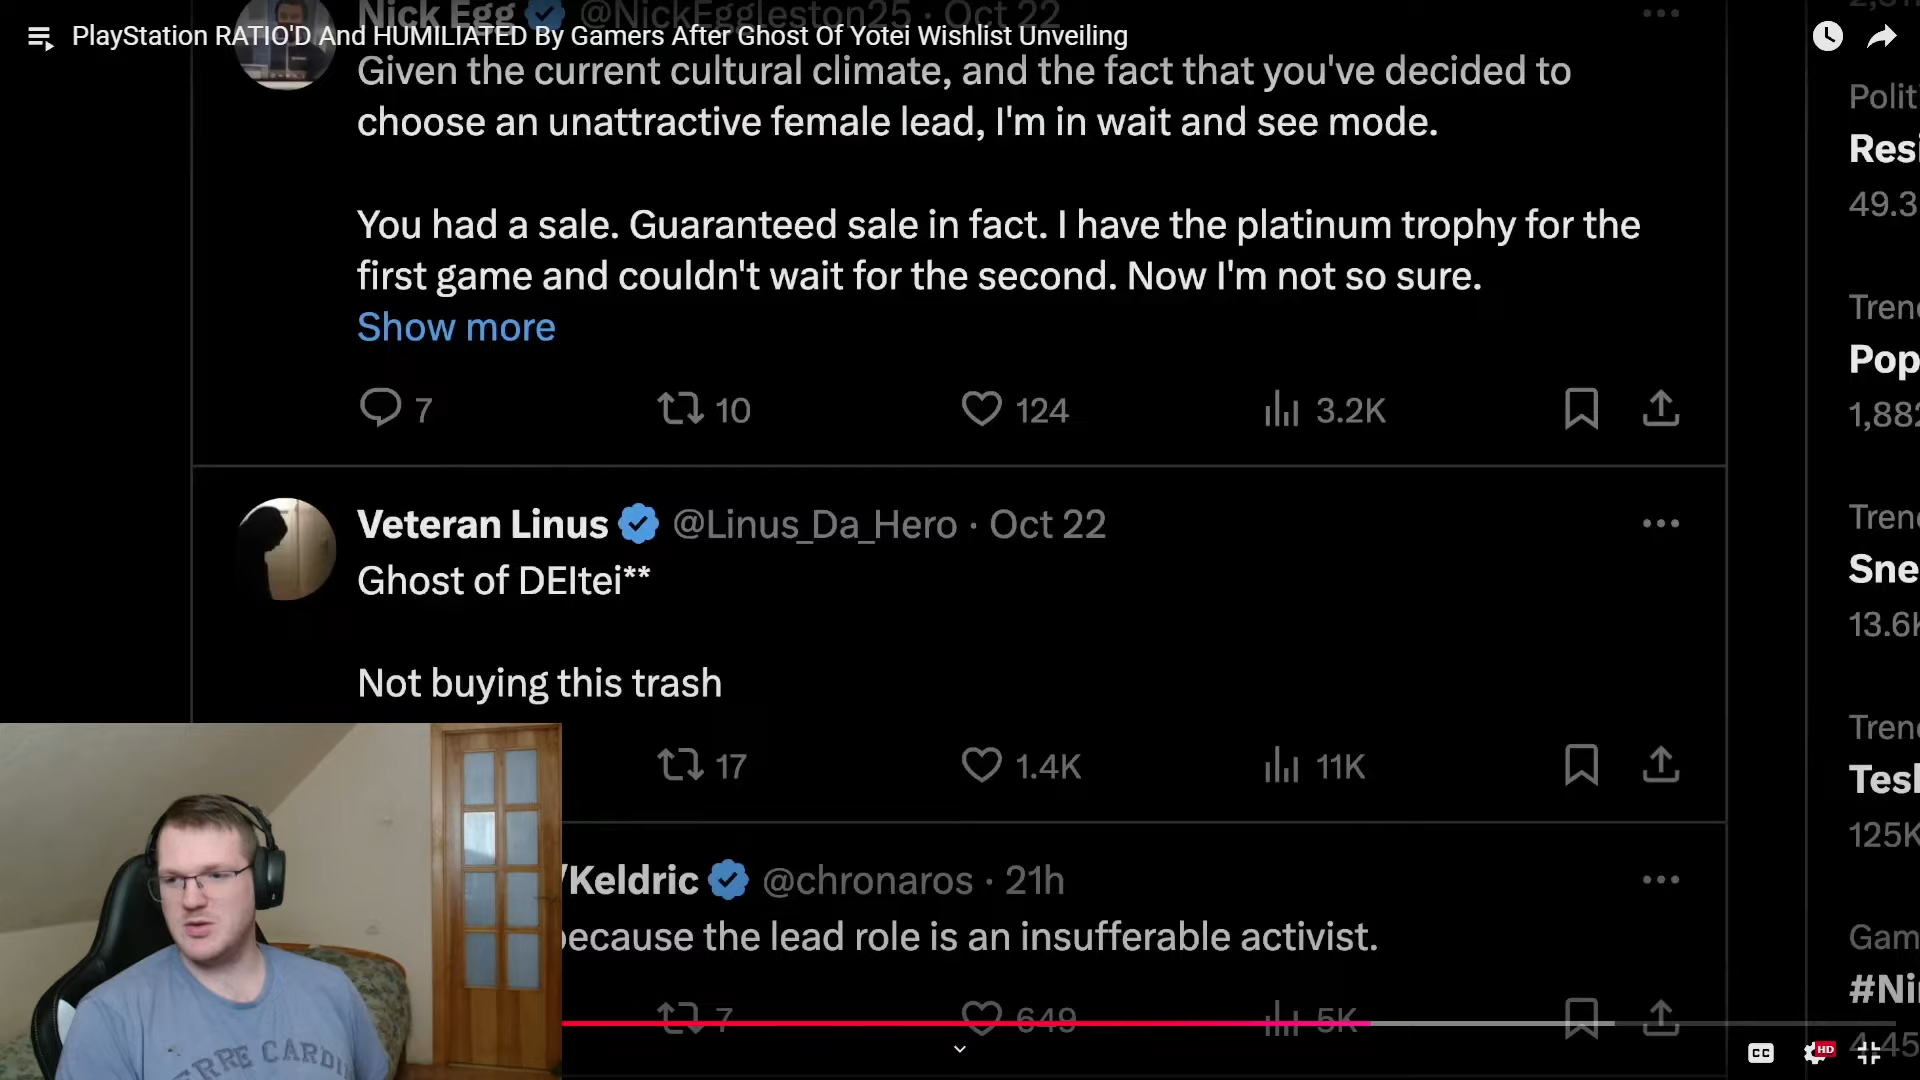 Nick Egg @NickEggleston25 · Oct 22
PlayStation RATIO'D And HUMILIATED By Gamers After Ghost Of Yotei Wishlist Unveiling
Given the current cultural climate, and the fact that you've decided to
choose an unattractive female lead, I'm in wait and see mode.
You had a sale. Guaranteed sale in fact. I have the platinum trophy for the
first game and couldn't wait for the second. Now I'm not so sure.
Show more
7 10 124 3.2K
Veteran Linus @Linus_Da_Hero · Oct 22
Ghost of DEItei**
Not buying this trash
17 1.4K 11K
/Keldric @chronaros · 21h
because the lead role is an insufferable activist.
7 649 5K
Polit
Resi
49.3
Tren
Pop
1,882
Tren
Sne
13.6K
Tren
Tesl
125K
Gam
#Ni
4,45
CC
HD
ERRE CARDI